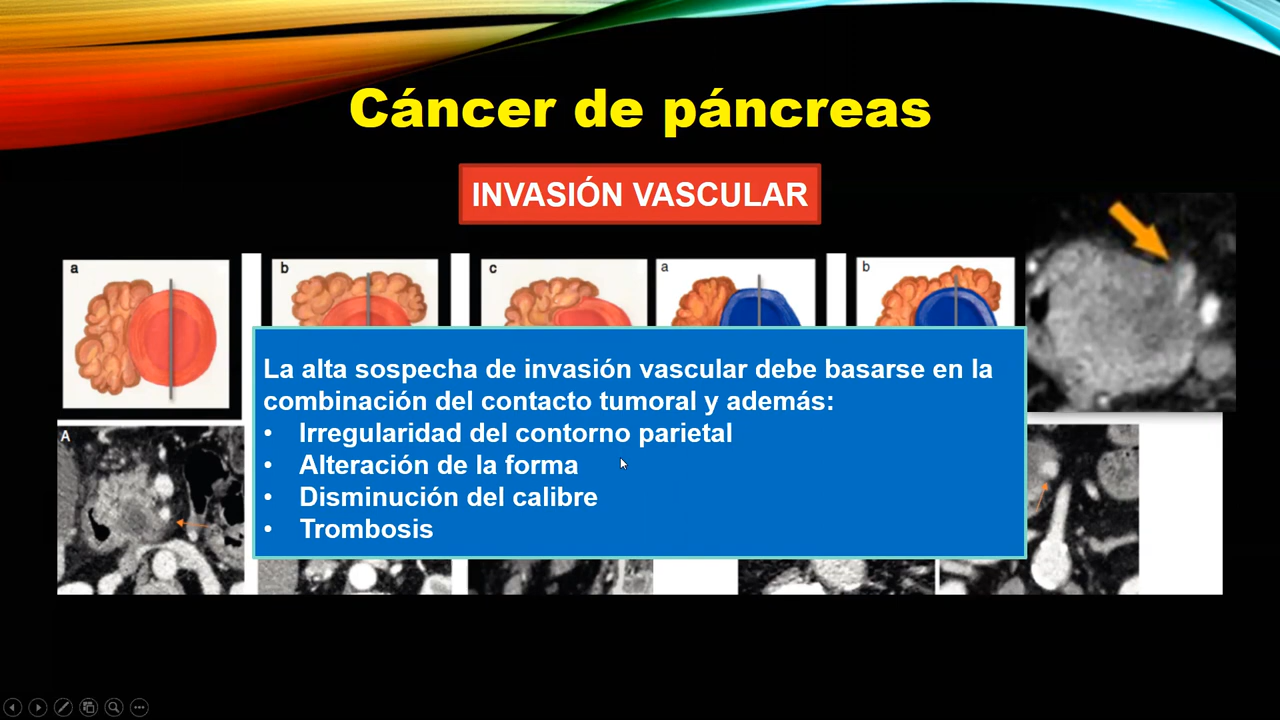 Cáncer de páncreas
INVASIÓN VASCULAR
a
b
c
a
b
La alta sospecha de invasión vascular debe basarse en la
combinación del contacto tumoral y además:
• Irregularidad del contorno parietal
• Alteración de la forma
• Disminución del calibre
• Trombosis
A